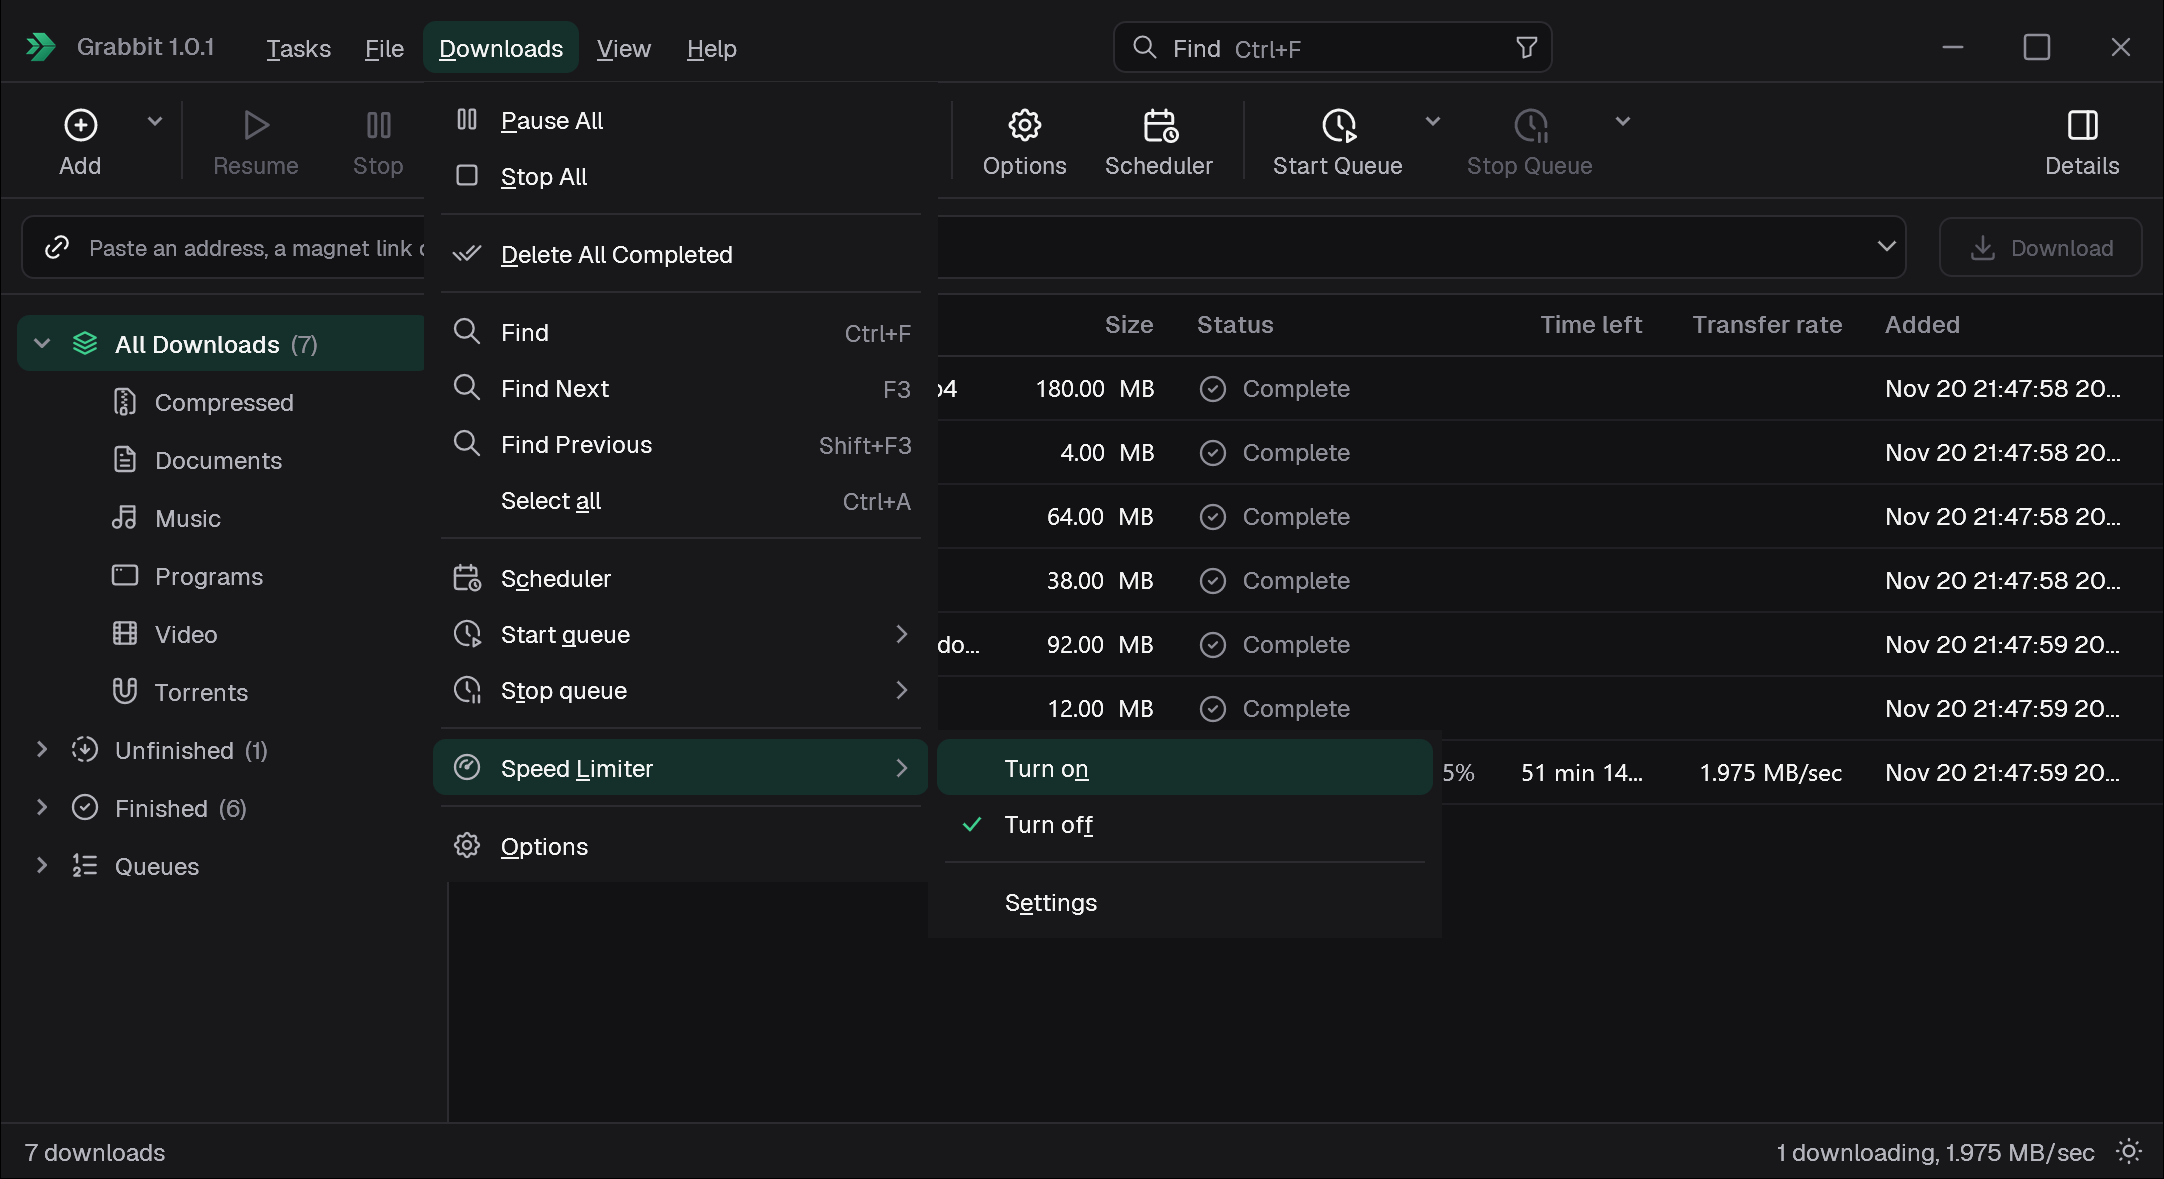 Grabbit 1.0.1
Tasks File Downloads View Help
Find Ctrl+F
Add
Resume
Stop
Options
Scheduler
Start Queue
Stop Queue
Details
Paste an address, a magnet link
Download
Pause All
Stop All
Delete All Completed
Find Ctrl+F
Find Next F3
Find Previous Shift+F3
Select all Ctrl+A
Scheduler
Start queue
Stop queue
Speed Limiter
Options
Turn on
Turn off
Settings
All Downloads (7)
Compressed
Documents
Music
Programs
Video
Torrents
Unfinished (1)
Finished (6)
Queues
Size Status Time left Transfer rate Added
180.00 MB Complete Nov 20 21:47:58 20...
4.00 MB Complete Nov 20 21:47:58 20...
64.00 MB Complete Nov 20 21:47:58 20...
38.00 MB Complete Nov 20 21:47:58 20...
do... 92.00 MB Complete Nov 20 21:47:59 20...
12.00 MB Complete Nov 20 21:47:59 20...
5% 51 min 14... 1.975 MB/sec Nov 20 21:47:59 20...
7 downloads
1 downloading, 1.975 MB/sec